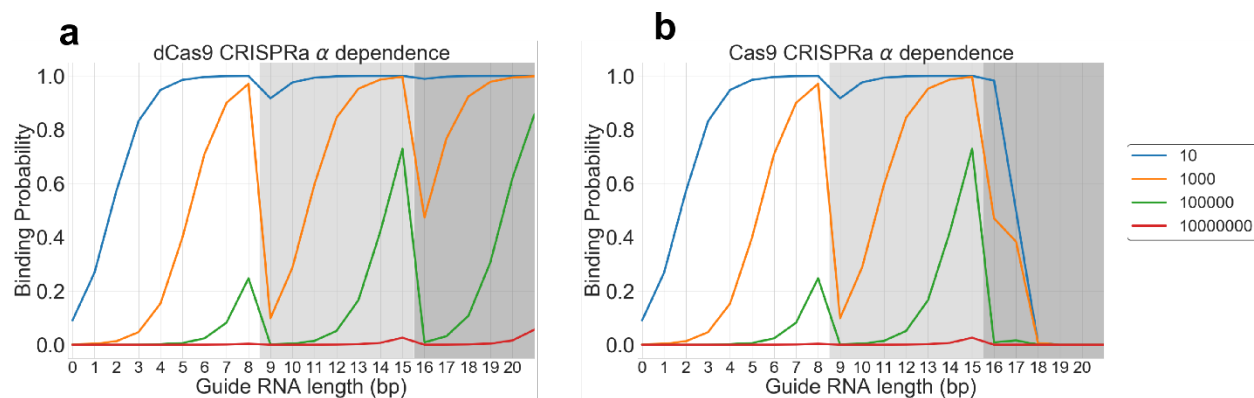 a
dCas9 CRISPRa α dependence
Binding Probability
1.0
0.8
0.6
0.4
0.2
0.0
0 1 2 3 4 5 6 7 8 9 10 11 12 13 14 15 16 17 18 19 20
Guide RNA length (bp)
b
Cas9 CRISPRa α dependence
Binding Probability
1.0
0.8
0.6
0.4
0.2
0.0
0 1 2 3 4 5 6 7 8 9 10 11 12 13 14 15 16 17 18 19 20
Guide RNA length (bp)
10
1000
100000
10000000